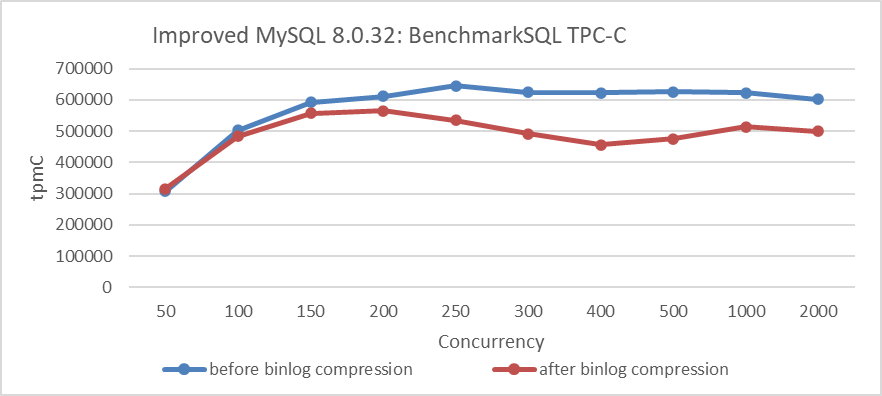 Improved MySQL 8.0.32: BenchmarkSQL TPC-C
700000
600000
500000
400000
300000
200000
100000
0
tpmC
50 100 150 200 250 300 400 500 1000 2000
Concurrency
before binlog compression after binlog compression